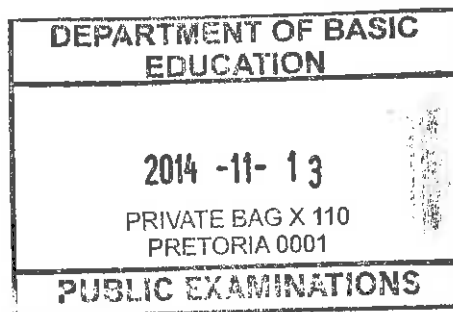 DEPARTMENT OF BASIC
EDUCATION
2014 -11- 13
PRIVATE BAG X 110
PRETORIA 0001
PUBLIC EXAMINATIONS